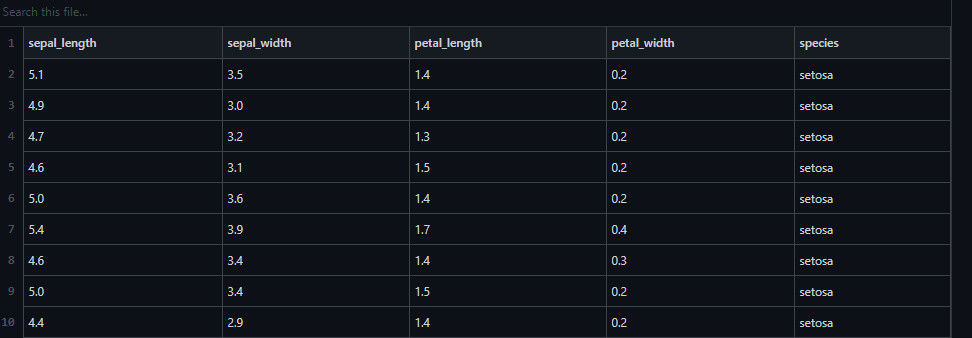 Search this file...
1 sepal_length sepal_width petal_length petal_width species
2 5.1 3.5 1.4 0.2 setosa
3 4.9 3.0 1.4 0.2 setosa
4 4.7 3.2 1.3 0.2 setosa
5 4.6 3.1 1.5 0.2 setosa
6 5.0 3.6 1.4 0.2 setosa
7 5.4 3.9 1.7 0.4 setosa
8 4.6 3.4 1.4 0.3 setosa
9 5.0 3.4 1.5 0.2 setosa
10 4.4 2.9 1.4 0.2 setosa